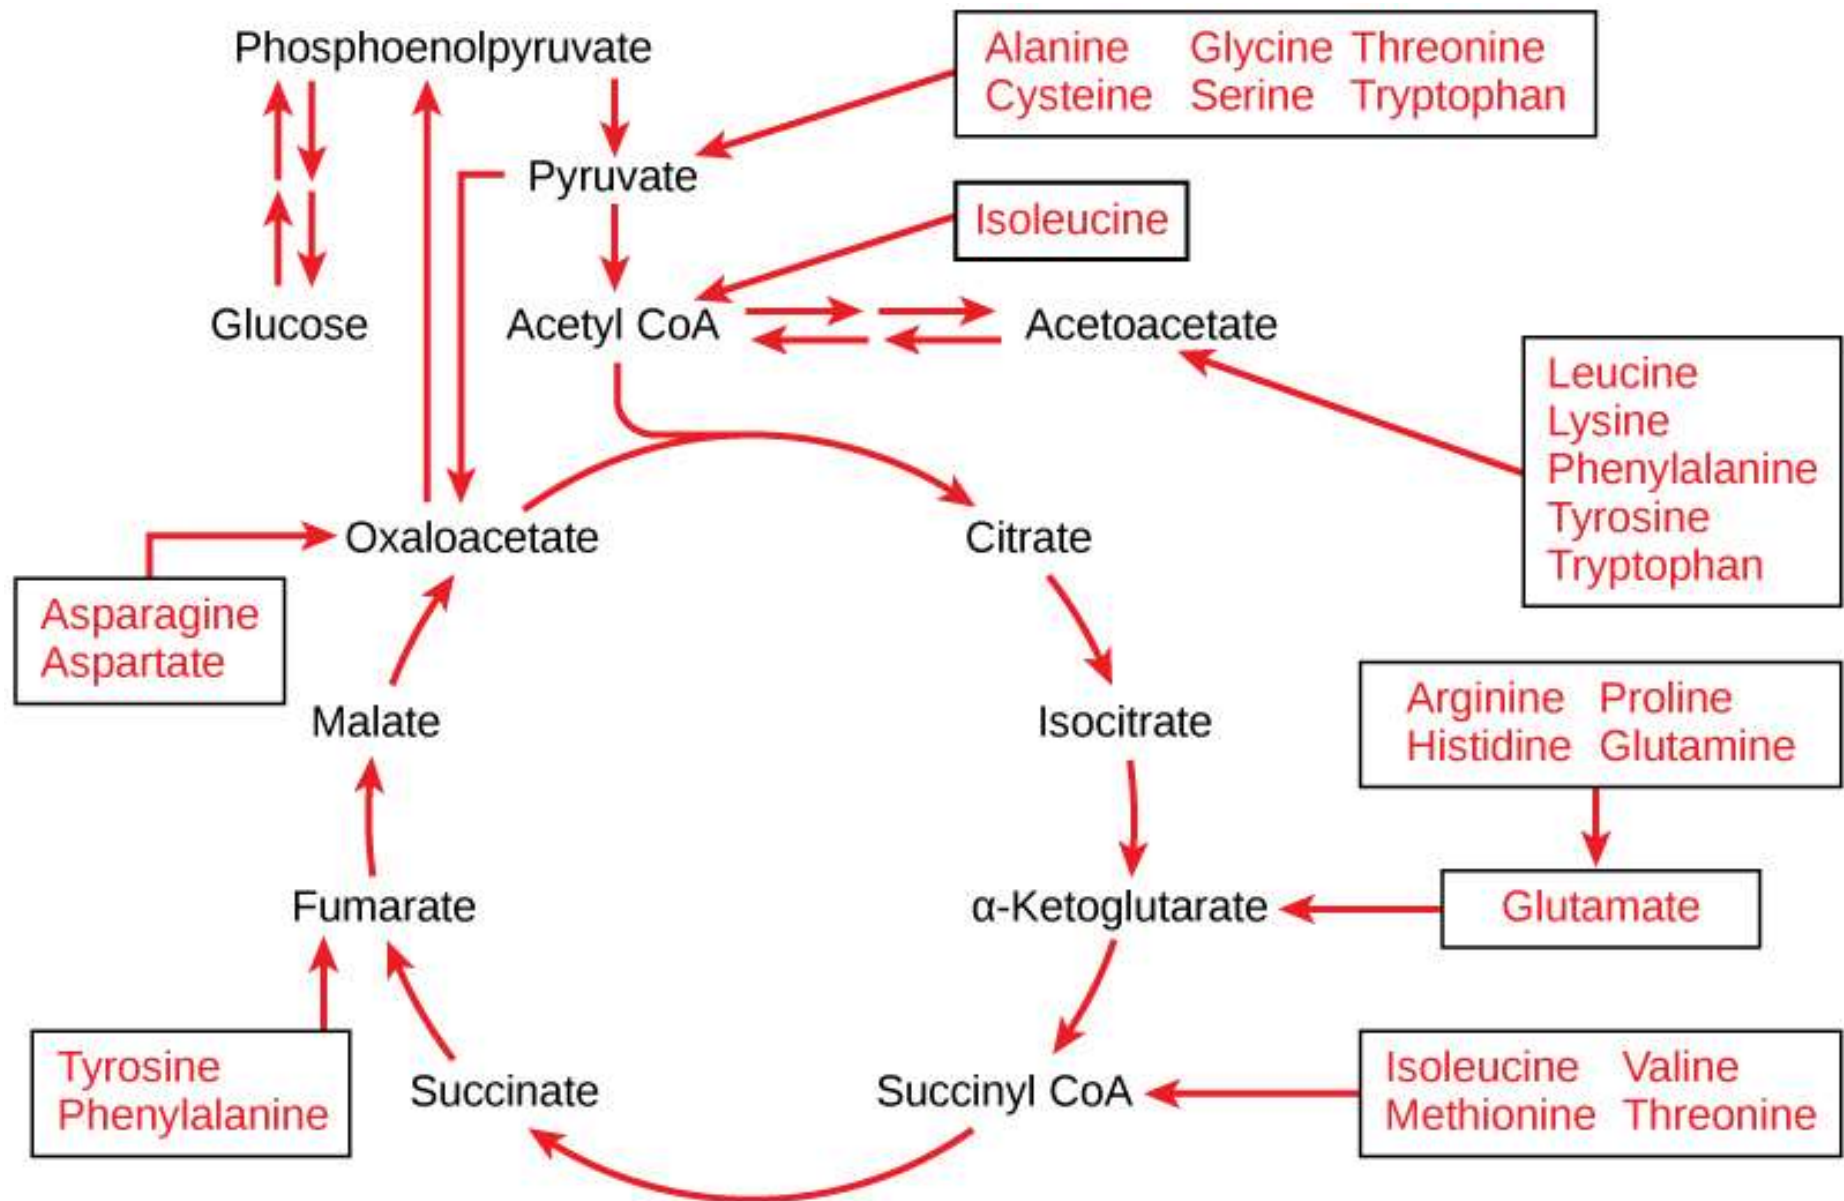 Phosphoenolpyruvate
Alanine Glycine Threonine
Cysteine Serine Tryptophan
Pyruvate
Isoleucine
Glucose
Acetyl CoA
Acetoacetate
Leucine
Lysine
Phenylalanine
Tyrosine
Tryptophan
Oxaloacetate
Citrate
Asparagine
Aspartate
Malate
Isocitrate
Arginine Proline
Histidine Glutamine
Fumarate
α-Ketoglutarate
Glutamate
Tyrosine
Phenylalanine
Succinate
Succinyl CoA
Isoleucine Valine
Methionine Threonine